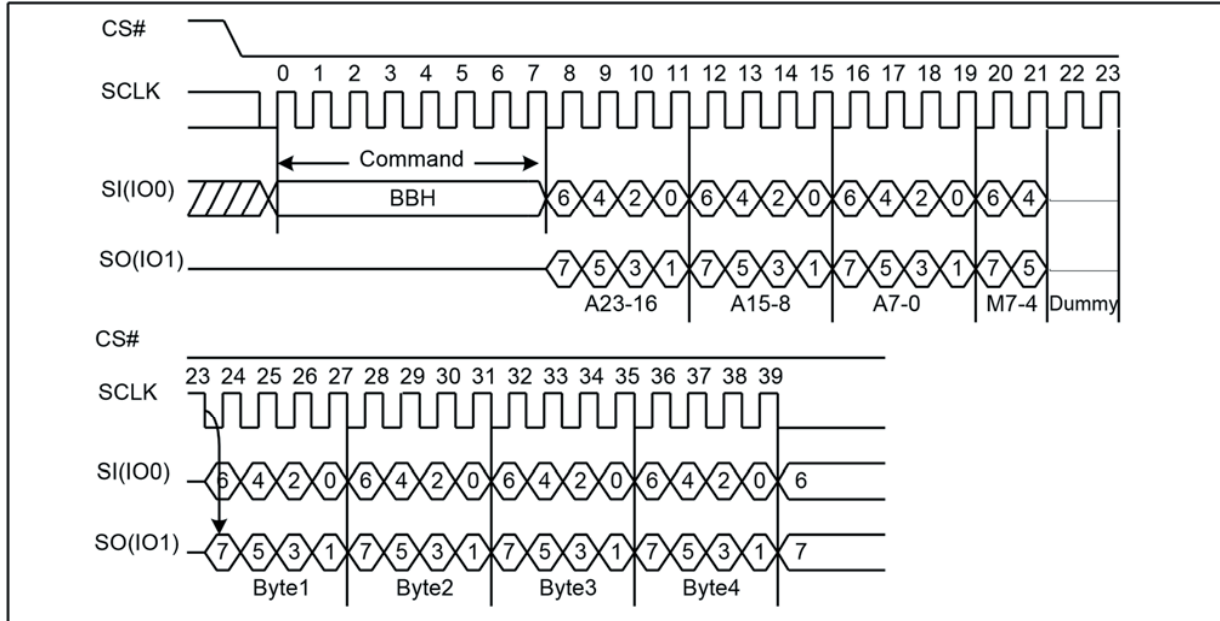 CS#
0 1 2 3 4 5 6 7 8 9 10 11 12 13 14 15 16 17 18 19 20 21 22 23
SCLK
Command
SI(IO0) BBH 6 4 2 0 6 4 2 0 6 4 2 0 6 4
SO(IO1) 7 5 3 1 7 5 3 1 7 5 3 1 7 5
A23-16 A15-8 A7-0 M7-4 Dummy
CS#
23 24 25 26 27 28 29 30 31 32 33 34 35 36 37 38 39
SCLK
SI(IO0) 6 4 2 0 6 4 2 0 6 4 2 0 6 4 2 0 6
SO(IO1) 7 5 3 1 7 5 3 1 7 5 3 1 7 5 3 1 7
Byte1 Byte2 Byte3 Byte4